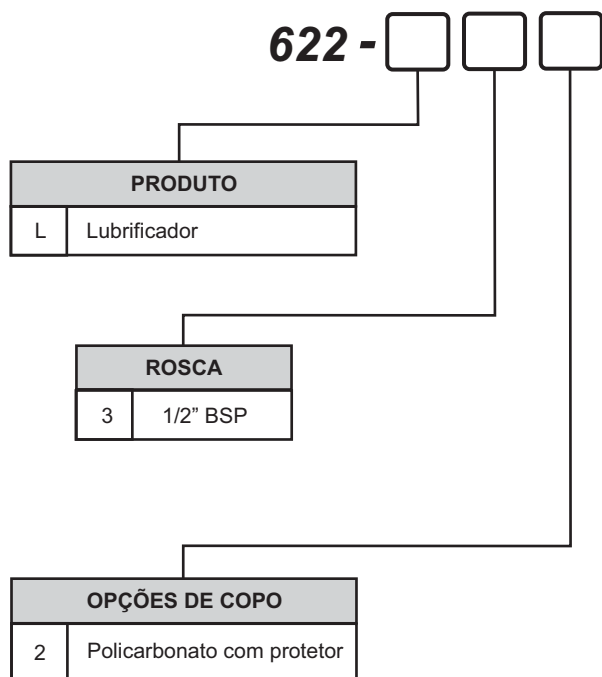 622 -
PRODUTO
L Lubrificador
ROSCA
3 1/2” BSP
OPÇÕES DE COPO
2 Policarbonato com protetor